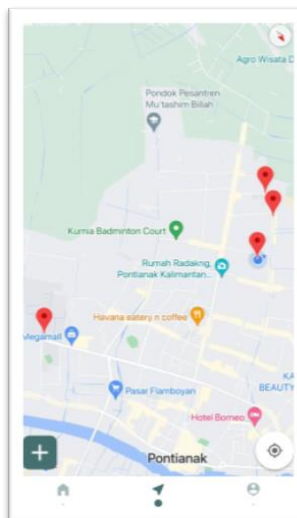 Agro Wisata D
Pondok Pesantren
Mu'tashim Billah
Kurnia Badminton Court
Rumah Radakng,
Pontianak Kalimantan...
Havana eatery n coffee
Megamall
KA
BEAUTY
Pasar Flamboyan
Hotel Borneo
Pontianak